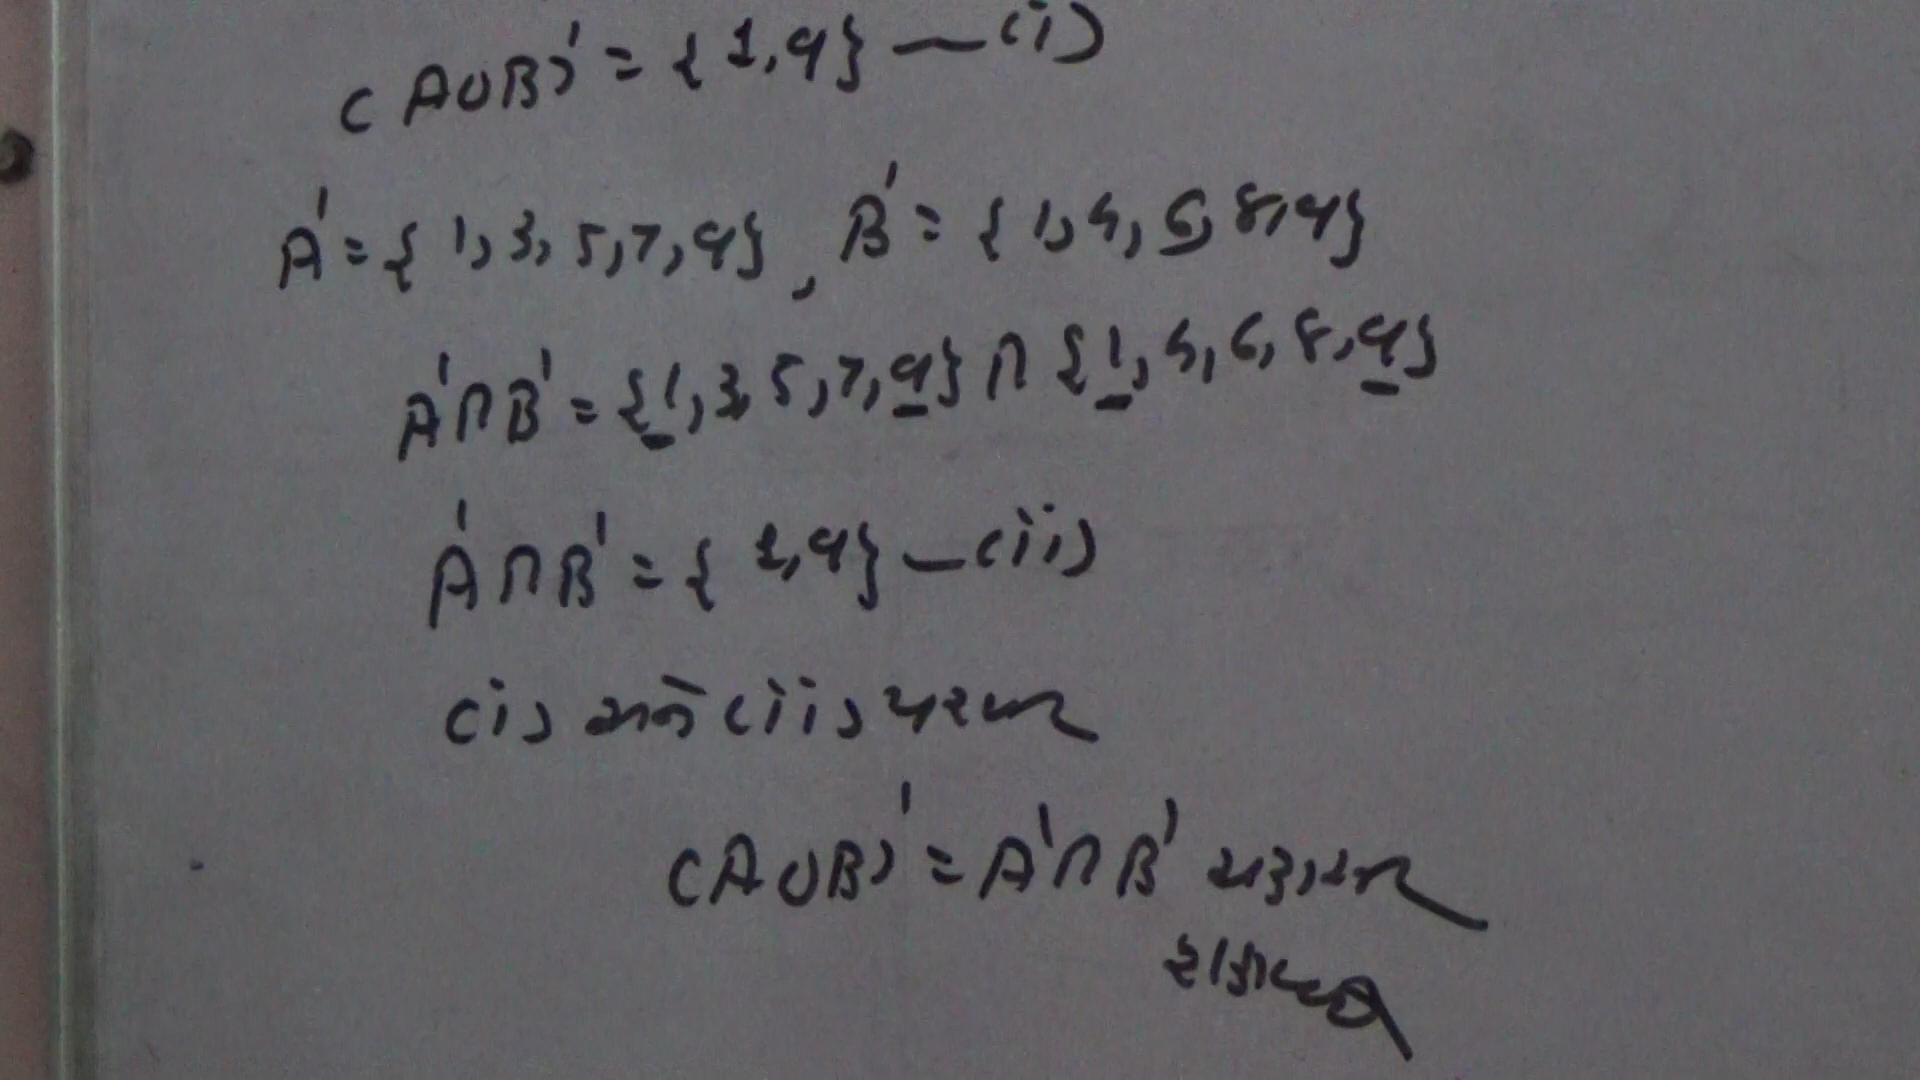 (A∪B)' = {1,9} — (i)
A' = {1,3,5,7,9}, B' = {1,4,6,8,9}
A'∩B' = {1,3,5,7,9} ∩ {1,4,6,8,9}
A'∩B' = {1,9} — (ii)
(i) અને (ii) પરથી
(A∪B)' = A'∩B'